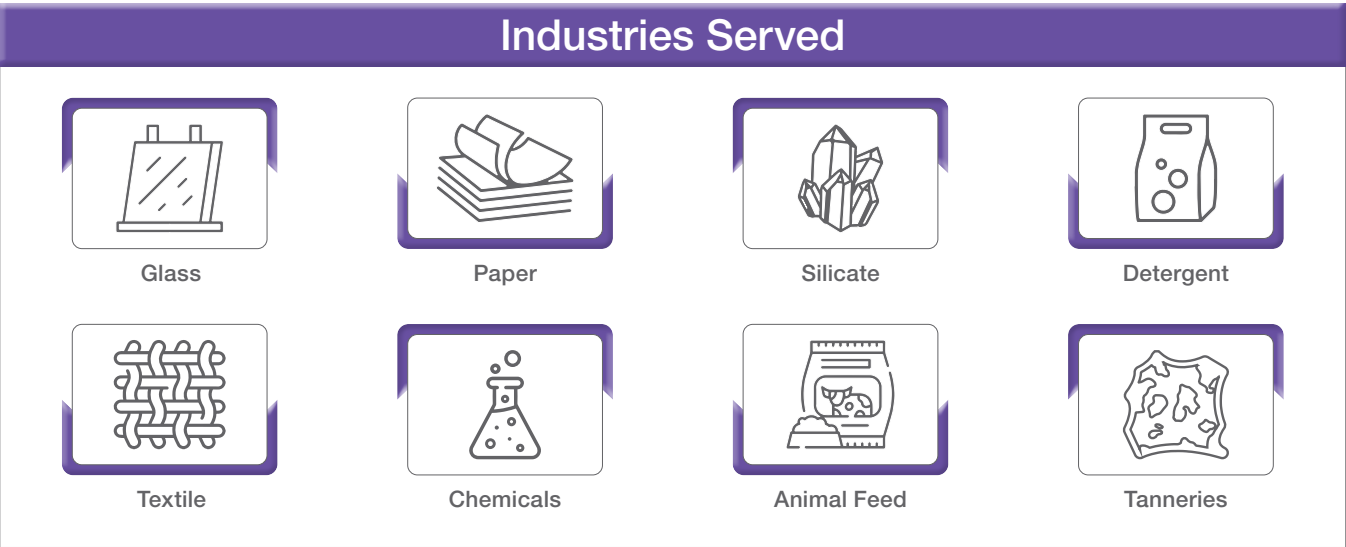 Industries Served
Glass
Paper
Silicate
Detergent
Textile
Chemicals
Animal Feed
Tanneries